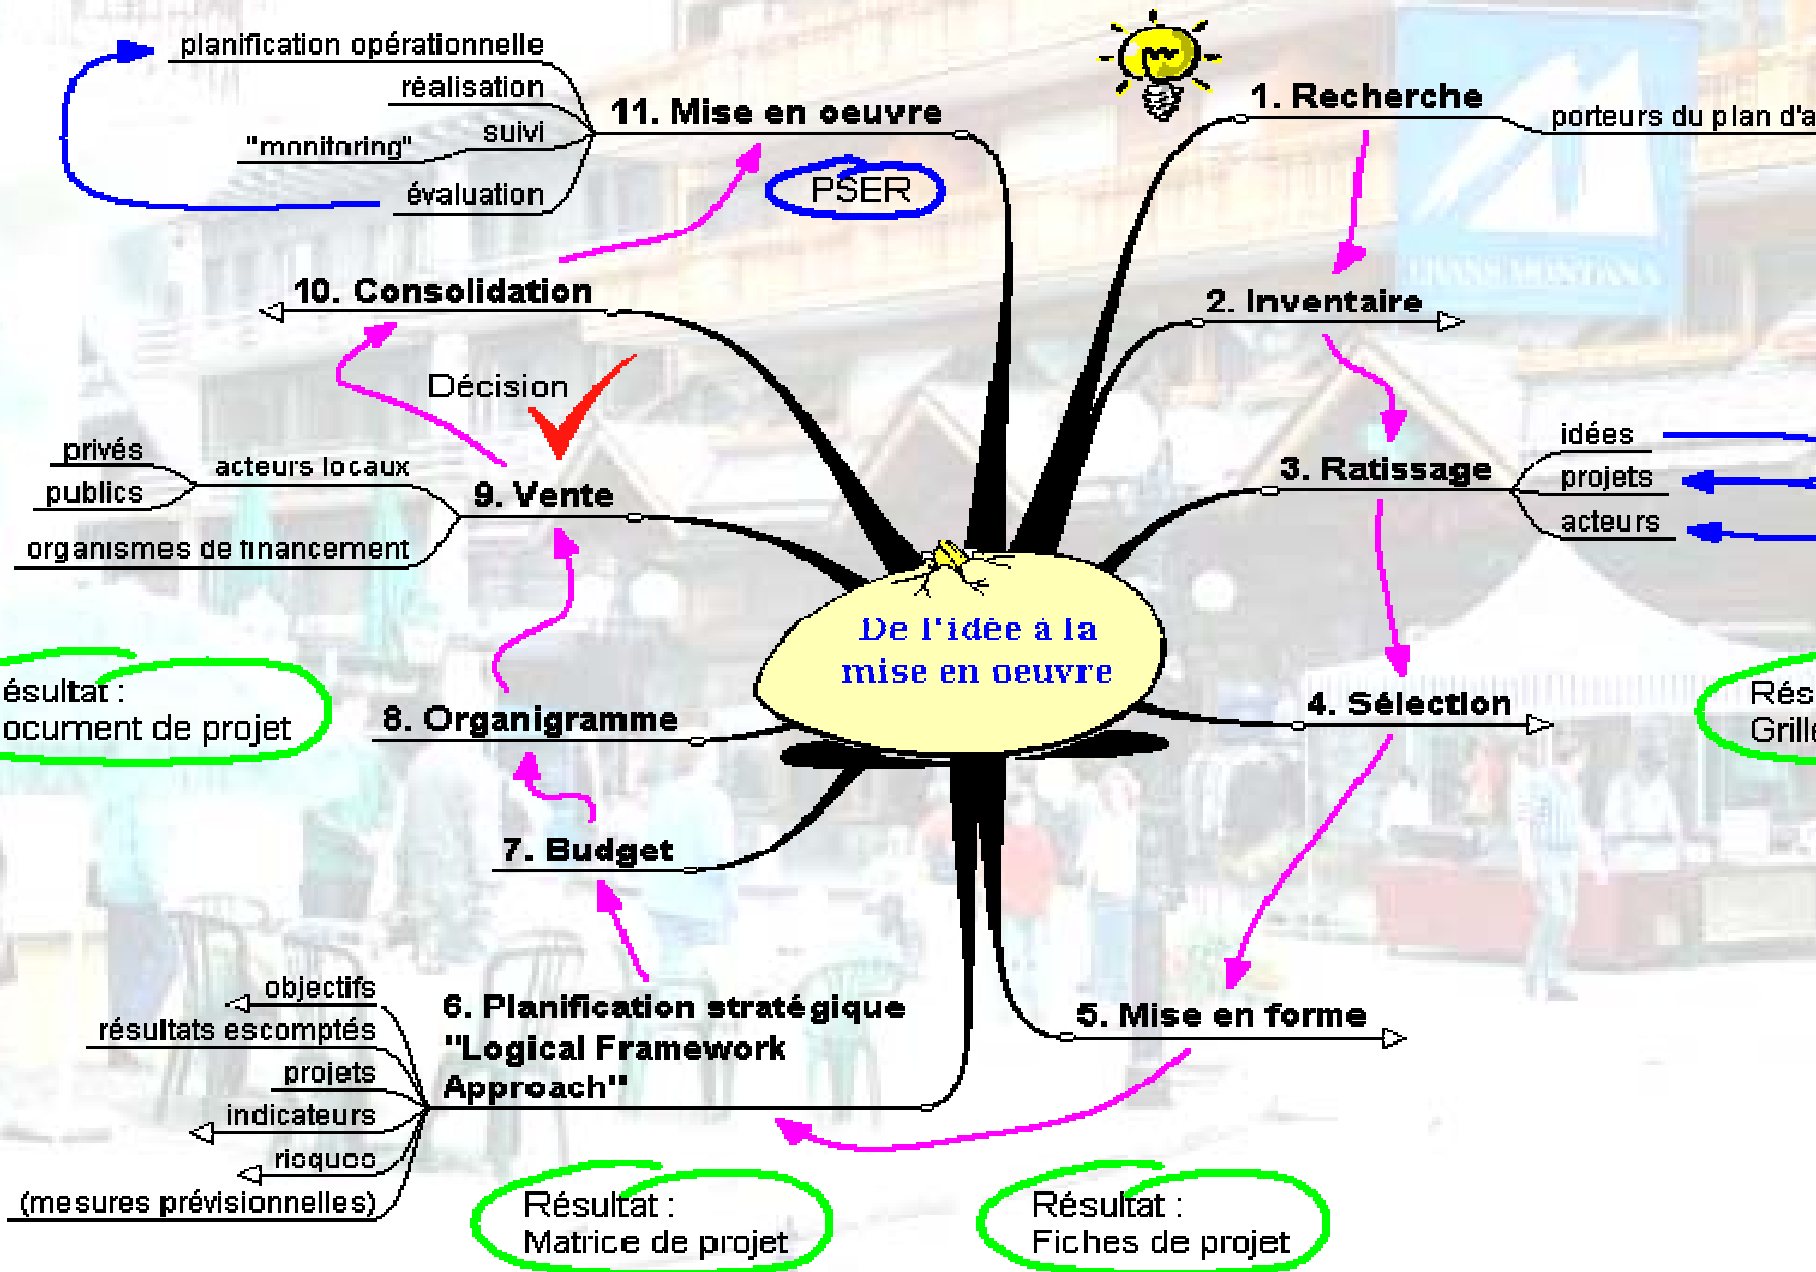 De l'idée à la
mise en oeuvre
1. Recherche
porteurs du plan d'a
2. Inventaire
3. Ratissage
idées
projets
acteurs
4. Sélection
Rés
Grille
5. Mise en forme
Résultat :
Fiches de projet
6. Planification stratégique
"Logical Framework
Approach"
objectifs
résultats escomptés
projets
indicateurs
risques
(mesures prévisionnelles)
Résultat :
Matrice de projet
7. Budget
8. Organigramme
ésultat :
ocument de projet
9. Vente
acteurs locaux
privés
publics
organismes de financement
Décision
10. Consolidation
11. Mise en oeuvre
planification opérationnelle
réalisation
suivi
"monitoring"
évaluation
PSER
CRANS MONTANA